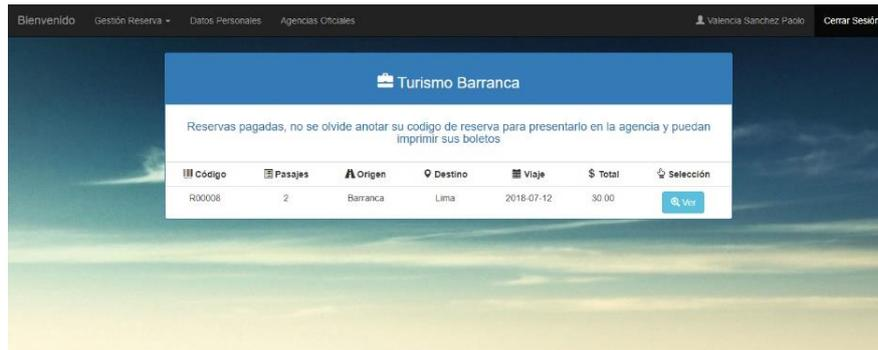 Bienvenido Gestión Reserva Datos Personales Agencias Oficiales Valencia Sanchez Paolo Cerrar Sesión
Turismo Barranca
Reservas pagadas, no se olvide anotar su codigo de reserva para presentarlo en la agencia y puedan
imprimir sus boletos
Código Pasajes Origen Destino Viaje $ Total Selección
R00008 2 Barranca Lima 2018-07-12 30.00 Ver